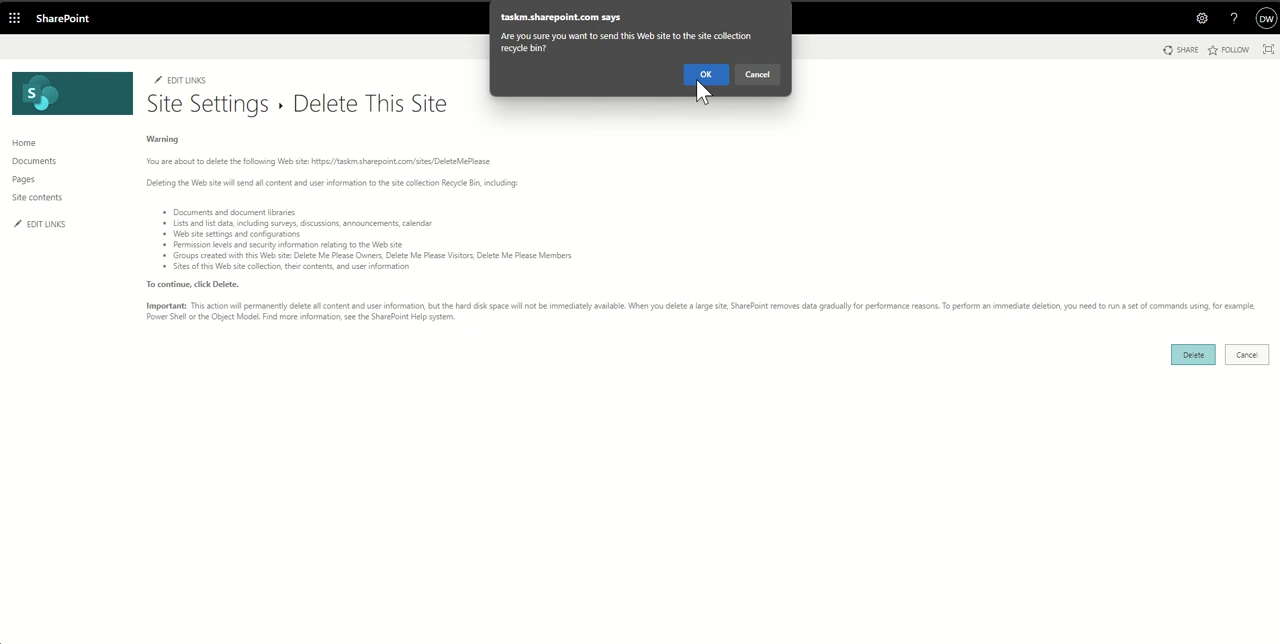 SharePoint
DW
taskm.sharepoint.com says
Are you sure you want to send this Web site to the site collection
recycle bin?
OK
Cancel
SHARE
FOLLOW
S
EDIT LINKS
Site Settings › Delete This Site
Home
Documents
Pages
Site contents
EDIT LINKS
Warning
You are about to delete the following Web site: https://taskm.sharepoint.com/sites/DeleteMePlease
Deleting the Web site will send all content and user information to the site collection Recycle Bin, including:
• Documents and document libraries
• Lists and list data, including surveys, discussions, announcements, calendar
• Web site settings and configurations
• Permission levels and security information relating to the Web site
• Groups created with this Web site: Delete Me Please Owners, Delete Me Please Visitors, Delete Me Please Members
• Sites of this Web site collection, their contents, and user information
To continue, click Delete.
Important: This action will permanently delete all content and user information, but the hard disk space will not be immediately available. When you delete a large site, SharePoint removes data gradually for performance reasons. To perform an immediate deletion, you need to run a set of commands using, for example,
Power Shell or the Object Model. Find more information, see the SharePoint Help system.
Delete
Cancel